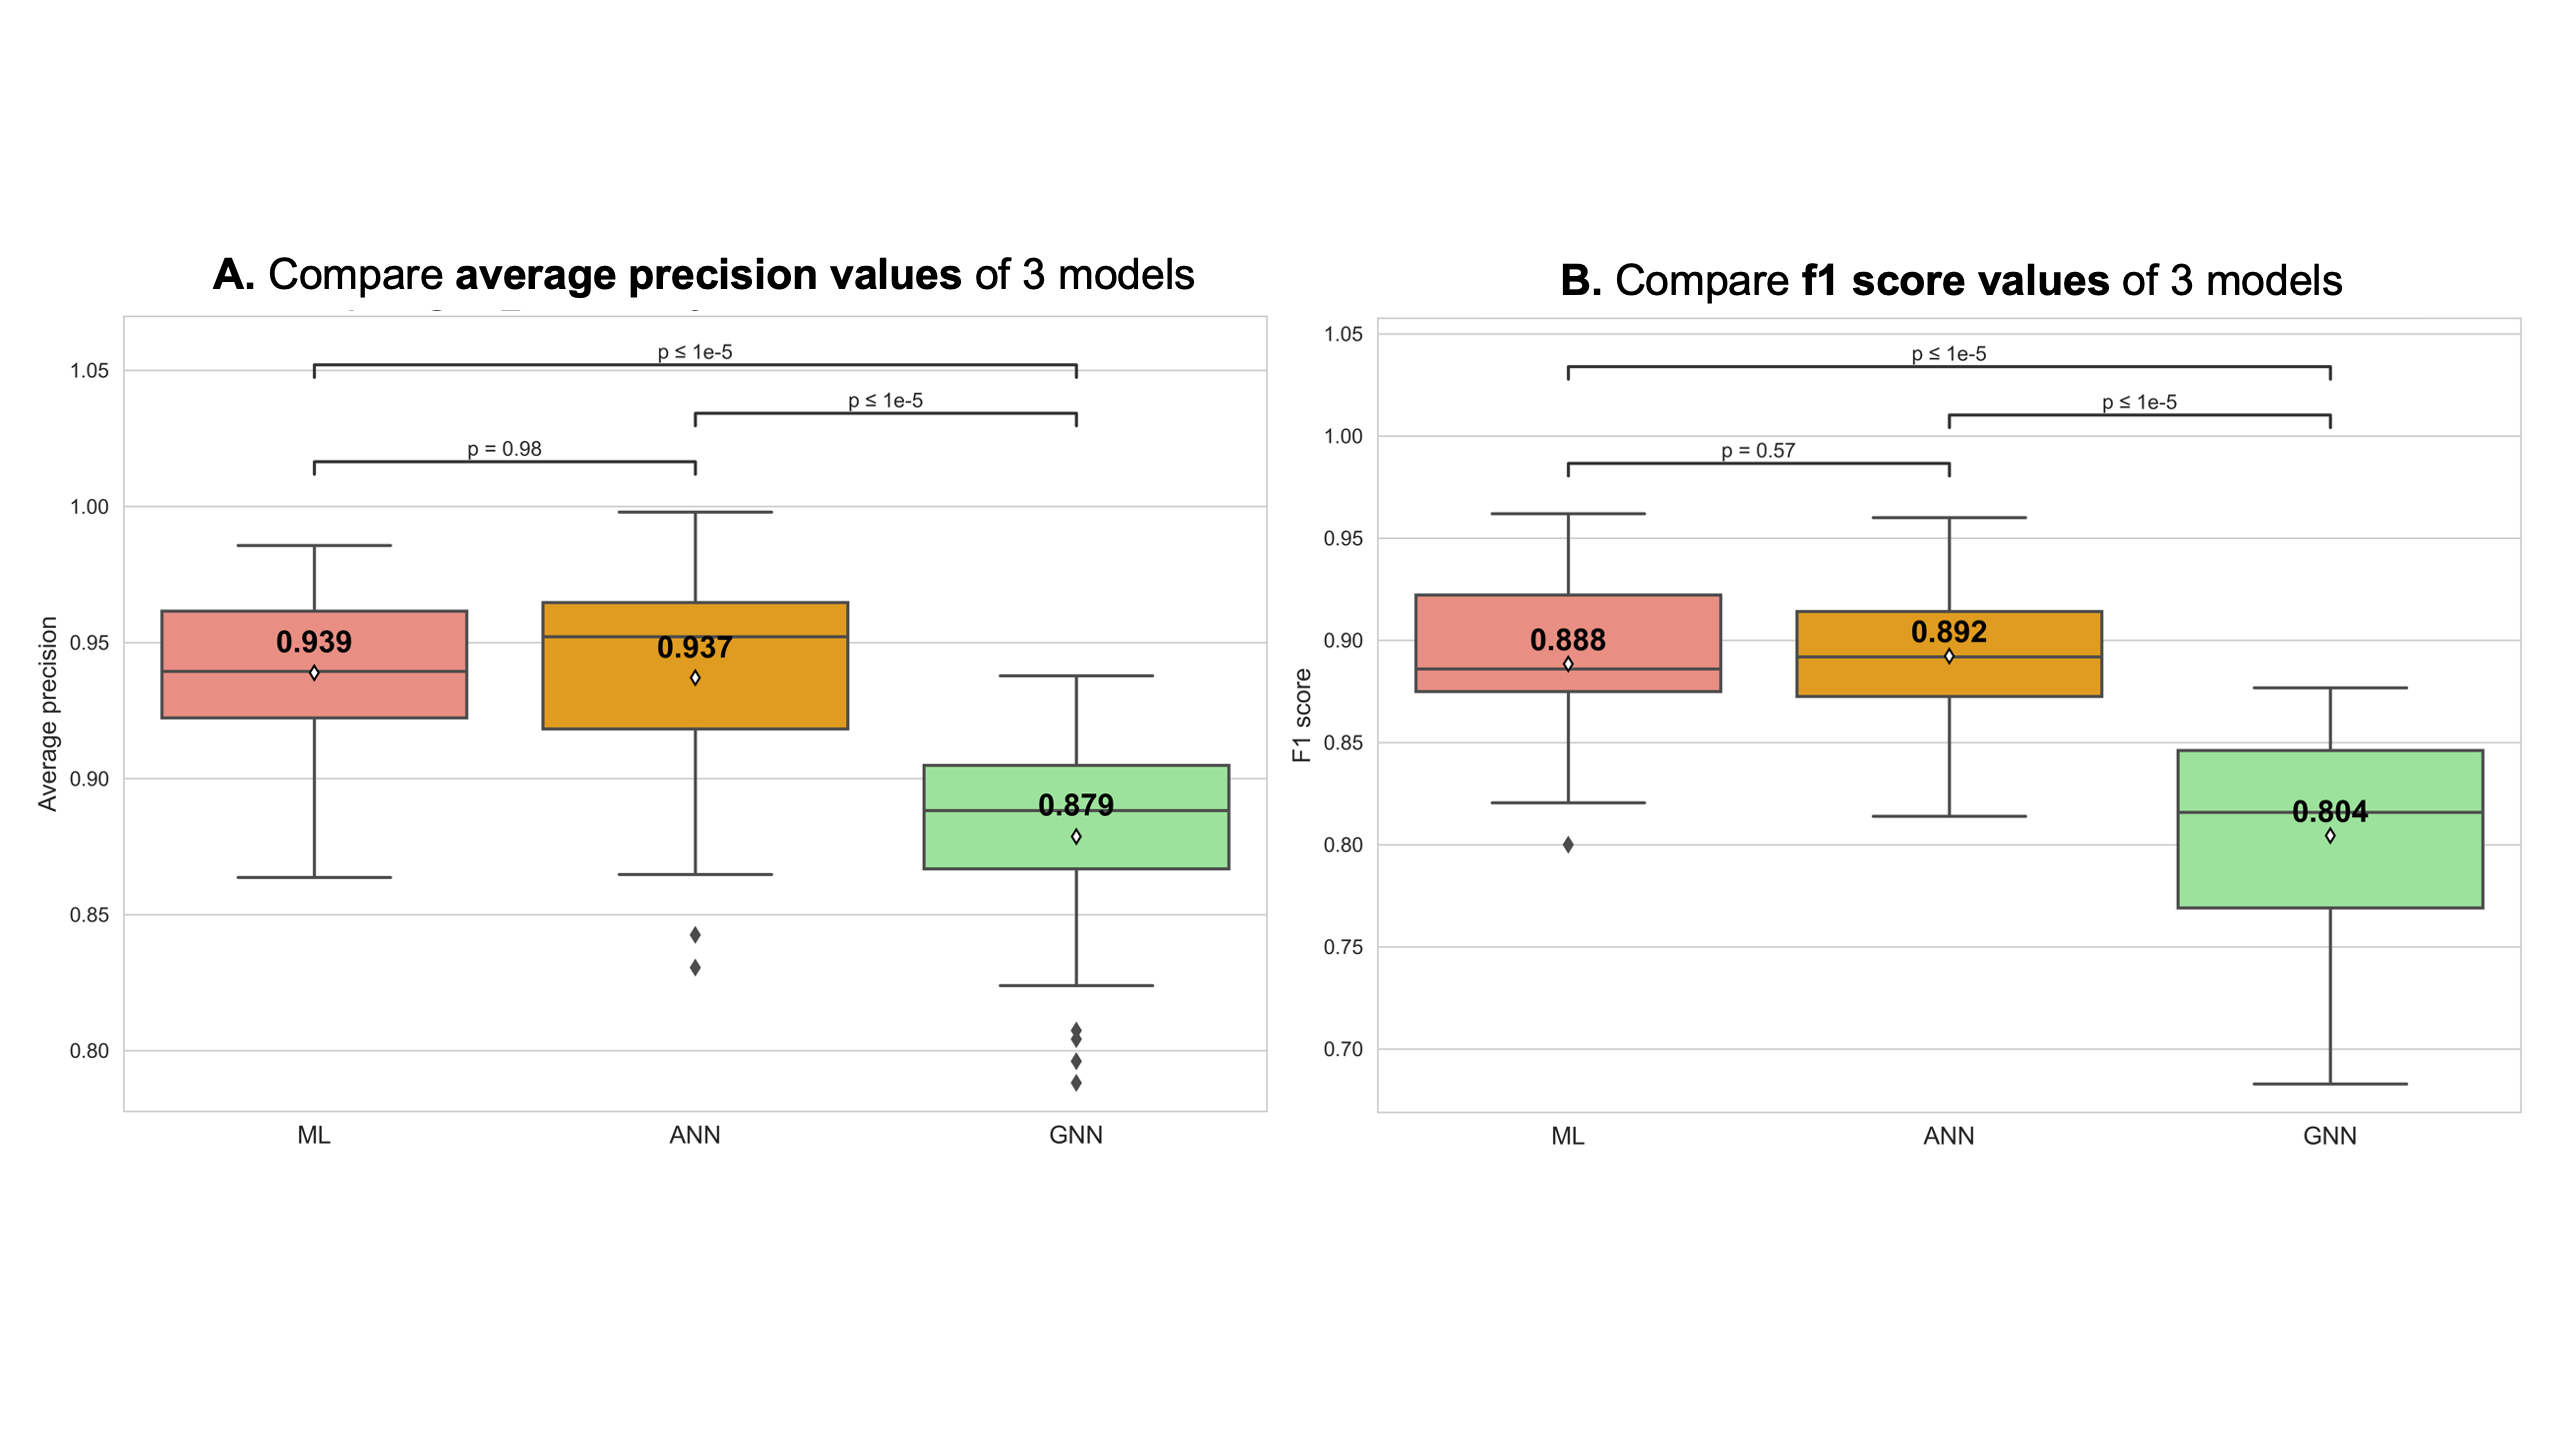 A. Compare average precision values of 3 models
1.05
1.00
0.95
0.90
0.85
0.80
Average precision
p ≤ 1e-5
p ≤ 1e-5
p = 0.98
0.939
0.937
0.879
ML
ANN
GNN
B. Compare f1 score values of 3 models
1.05
1.00
0.95
0.90
0.85
0.80
0.75
0.70
F1 score
p ≤ 1e-5
p ≤ 1e-5
p = 0.57
0.888
0.892
0.804
ML
ANN
GNN